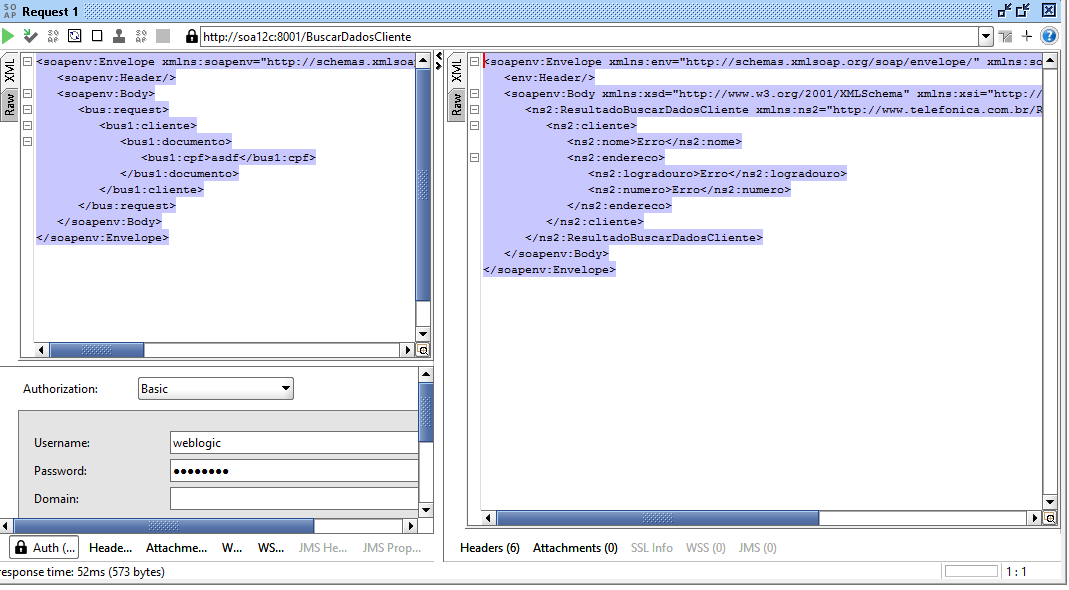 SO AP Request 1
http://soa12c:8001/BuscarDadosCliente
XML
Raw
<soapenv:Envelope xmlns:soapenv="http://schemas.xmlsoa
<soapenv:Header/>
<soapenv:Body>
<bus:request>
<bus1:cliente>
<bus1:documento>
<bus1:cpf>asdf</bus1:cpf>
</bus1:documento>
</bus1:cliente>
</bus:request>
</soapenv:Body>
</soapenv:Envelope>
Authorization: Basic
Username: weblogic
Password: ●●●●●●●●
Domain:
Auth (... Heade... Attachme... W... WS... JMS He... JMS Prop...
XML
Raw
<soapenv:Envelope xmlns:env="http://schemas.xmlsoap.org/soap/envelope/" xmlns:so
<env:Header/>
<soapenv:Body xmlns:xsd="http://www.w3.org/2001/XMLSchema" xmlns:xsi="http://
<ns2:ResultadoBuscarDadosCliente xmlns:ns2="http://www.telefonica.com.br/R
<ns2:cliente>
<ns2:nome>Erro</ns2:nome>
<ns2:endereco>
<ns2:logradouro>Erro</ns2:logradouro>
<ns2:numero>Erro</ns2:numero>
</ns2:endereco>
</ns2:cliente>
</ns2:ResultadoBuscarDadosCliente>
</soapenv:Body>
</soapenv:Envelope>
Headers (6) Attachments (0) SSL Info WSS (0) JMS (0)
response time: 52ms (573 bytes)
1 : 1